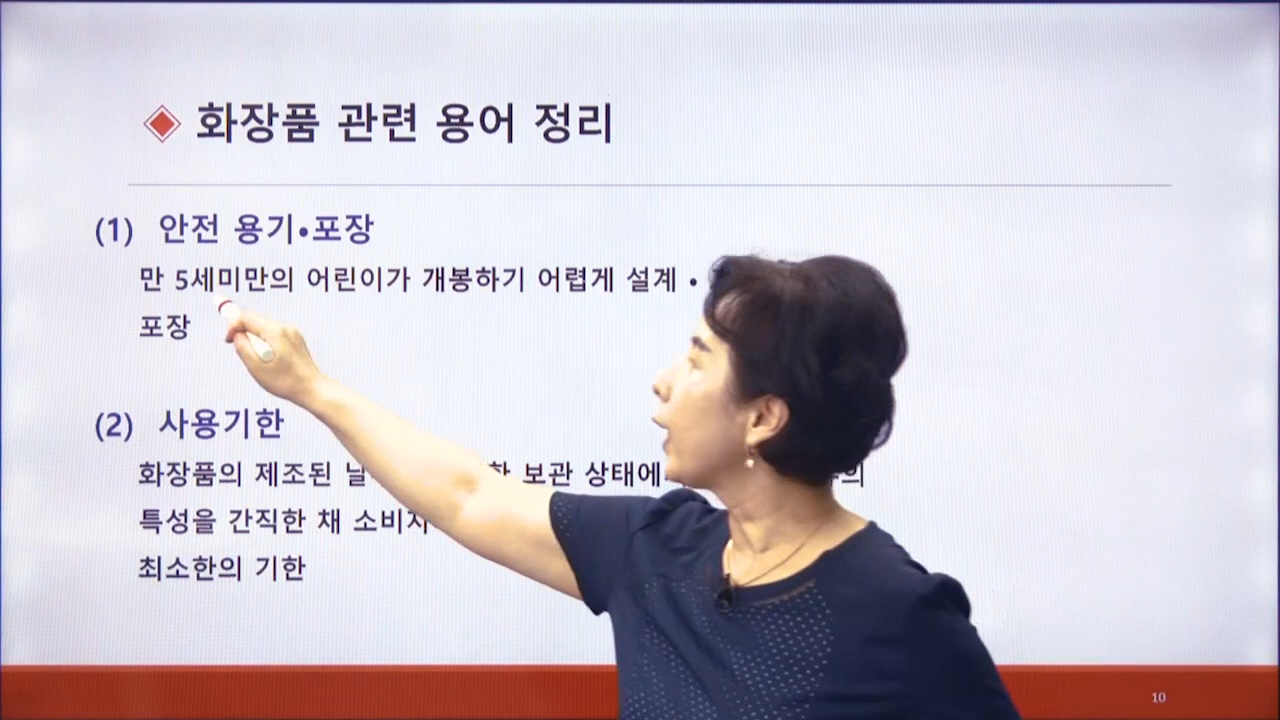 화장품 관련 용어 정리
(1) 안전 용기•포장
만 5세미만의 어린이가 개봉하기 어렵게 설계 •
포장
(2) 사용기한
화장품의 제조된 날 보관 상태에
특성을 간직한 채 소비자
최소한의 기한
10